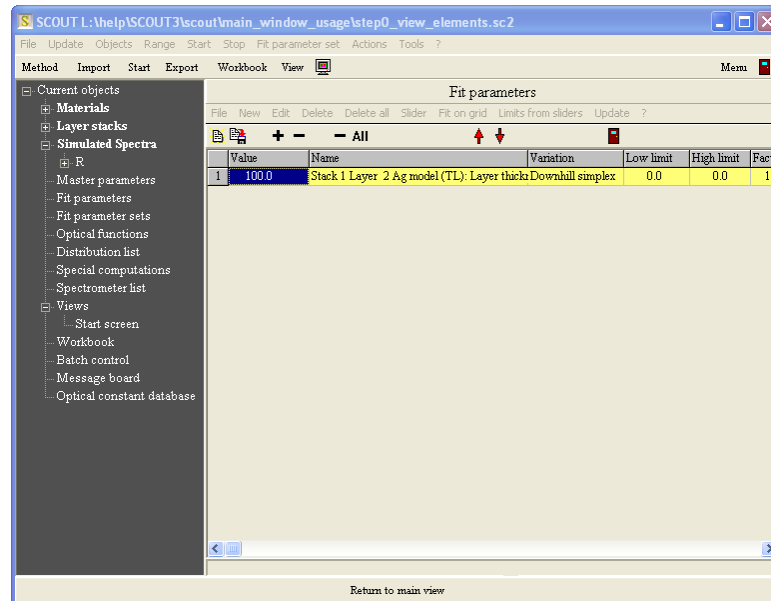 SCOUT L:\help\SCOUT3\scout\main_window_usage\step0_view_elements.sc2
File Update Objects Range Start Stop Fit parameter set Actions Tools ?
Method Import Start Export Workbook View Menu
Current objects
Materials
Layer stacks
Simulated Spectra
R
Master parameters
Fit parameters
Fit parameter sets
Optical functions
Distribution list
Special computations
Spectrometer list
Views
Start screen
Workbook
Batch control
Message board
Optical constant database
Fit parameters
File New Edit Delete Delete all Slider Fit on grid Limits from sliders Update ?
+ − − All
Value Name Variation Low limit High limit Fac
1 100.0 Stack 1 Layer 2 Ag model (TL): Layer thick Downhill simplex 0.0 0.0 1
Return to main view